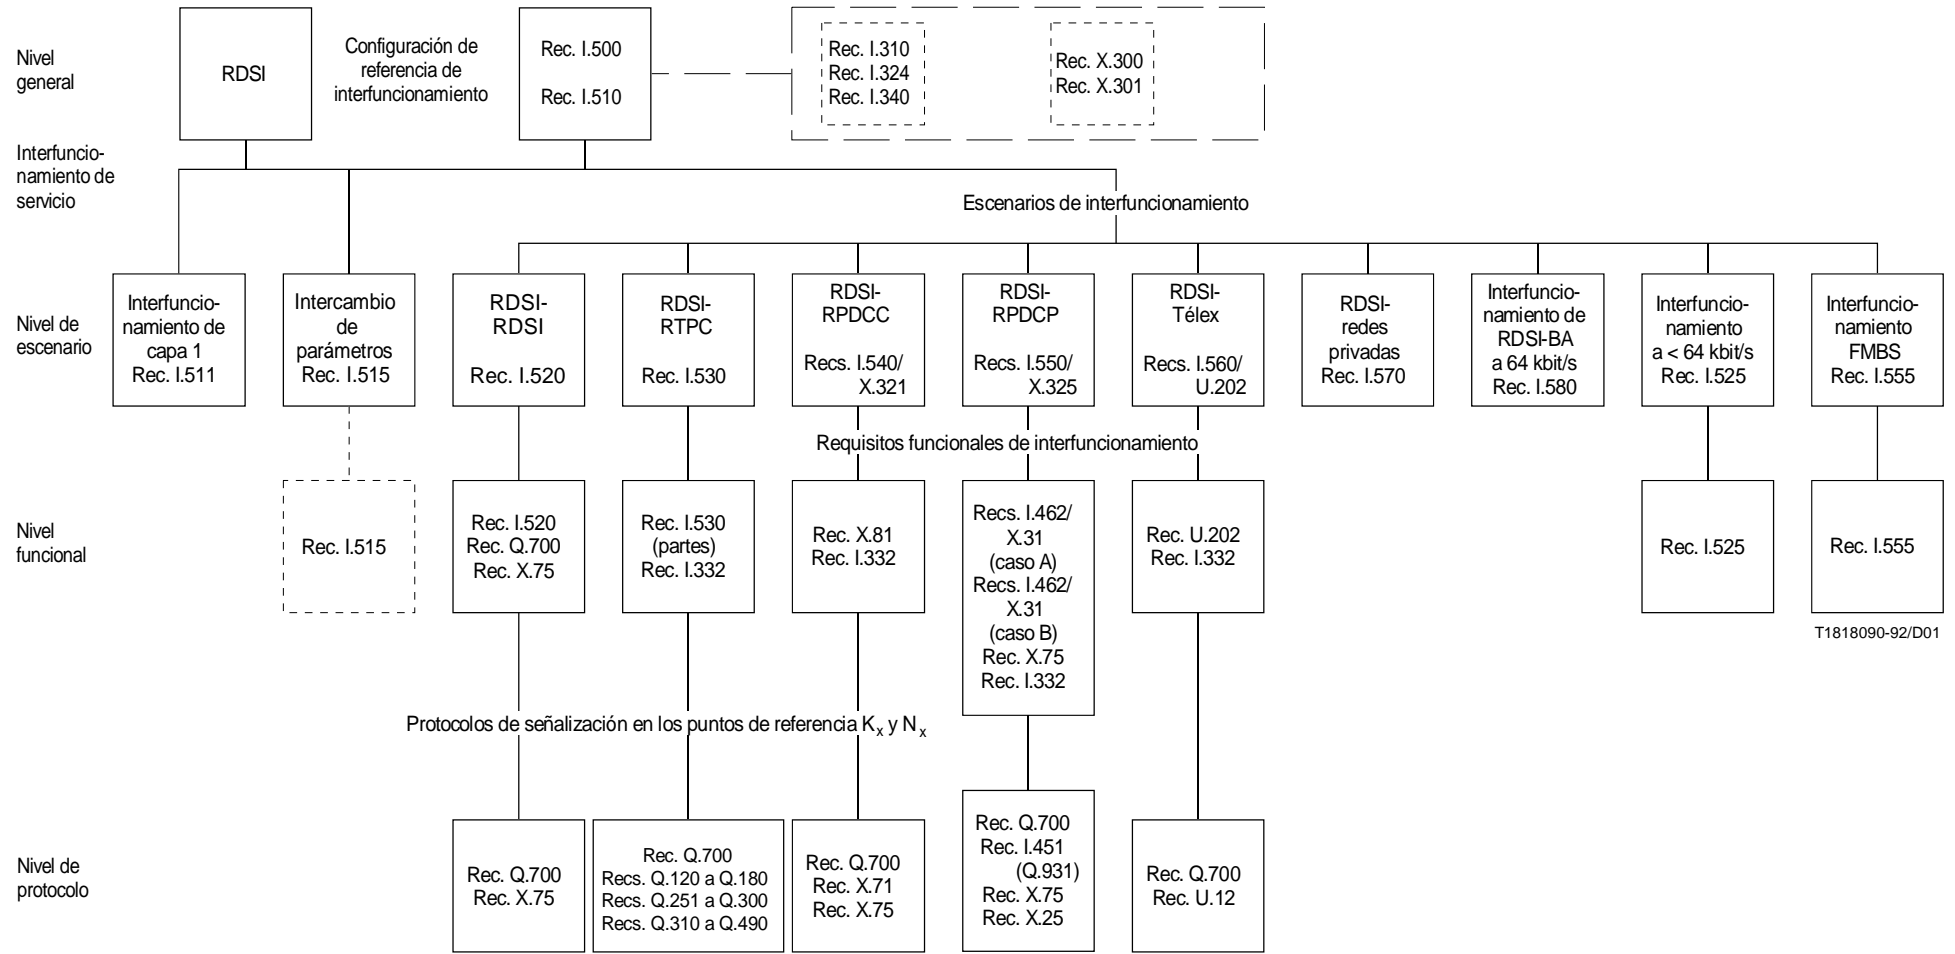 Nivel
general
RDSI
Configuración de
referencia de
interfuncionamiento
Rec. I.500
Rec. I.510
Rec. I.310
Rec. I.324
Rec. I.340
Rec. X.300
Rec. X.301
Interfuncio-
namiento de
servicio
Escenarios de interfuncionamiento
Nivel de
escenario
Interfuncio-
namiento de
capa 1
Rec. I.511
Intercambio
de
parámetros
Rec. I.515
RDSI-
RDSI
Rec. I.520
RDSI-
RTPC
Rec. I.530
RDSI-
RPDCC
Recs. I.540/
X.321
RDSI-
RPDCP
Recs. I.550/
X.325
RDSI-
Télex
Recs. I.560/
U.202
RDSI-
redes
privadas
Rec. I.570
Interfuncio-
namiento de
RDSI-BA
a 64 kbit/s
Rec. I.580
Interfuncio-
namiento
a < 64 kbit/s
Rec. I.525
Interfuncio-
namiento
FMBS
Rec. I.555
Requisitos funcionales de interfuncionamiento
Nivel
funcional
Rec. I.515
Rec. I.520
Rec. Q.700
Rec. X.75
Rec. I.530
(partes)
Rec. I.332
Rec. X.81
Rec. I.332
Recs. I.462/
X.31
(caso A)
Recs. I.462/
X.31
(caso B)
Rec. X.75
Rec. I.332
Rec. U.202
Rec. I.332
Rec. I.525
Rec. I.555
T1818090-92/D01
Protocolos de señalización en los puntos de referencia Kx y Nx
Nivel de
protocolo
Rec. Q.700
Rec. X.75
Rec. Q.700
Recs. Q.120 a Q.180
Recs. Q.251 a Q.300
Recs. Q.310 a Q.490
Rec. Q.700
Rec. X.71
Rec. X.75
Rec. Q.700
Rec. I.451
(Q.931)
Rec. X.75
Rec. X.25
Rec. Q.700
Rec. U.12